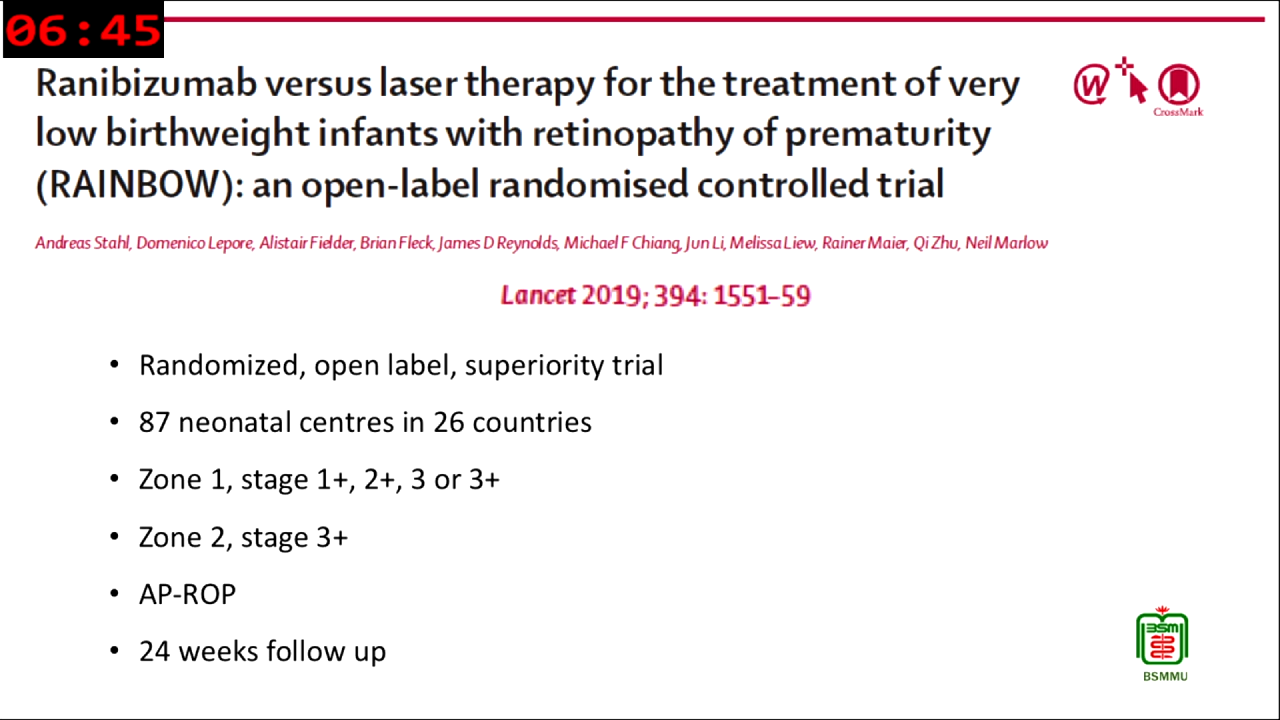 06:45
Ranibizumab versus laser therapy for the treatment of very
low birthweight infants with retinopathy of prematurity
(RAINBOW): an open-label randomised controlled trial
W
CrossMark
Andreas Stahl, Domenico Lepore, Alistair Fielder, Brian Fleck, James D Reynolds, Michael F Chiang, Jun Li, Melissa Liew, Rainer Maier, Qi Zhu, Neil Marlow
Lancet 2019; 394: 1551–59
• Randomized, open label, superiority trial
• 87 neonatal centres in 26 countries
• Zone 1, stage 1+, 2+, 3 or 3+
• Zone 2, stage 3+
• AP-ROP
• 24 weeks follow up
BSM
BSMMU